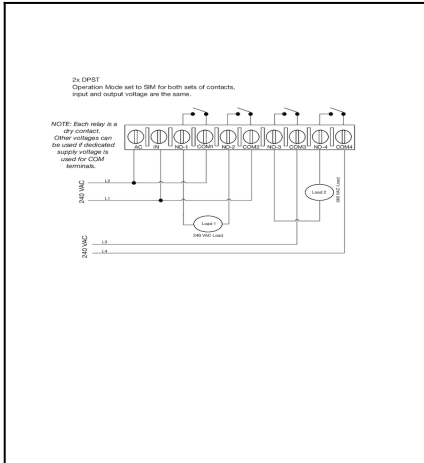 2x DPST
Operation Mode set to SIM for both sets of contacts,
input and output voltage are the same.
NOTE: Each relay is a
dry contact.
Other voltages can
be used if dedicated
supply voltage is
used for COM
terminals.
AC IN NO-1 COM1 NO-2 COM2 NO-3 COM3 NO-4 COM4
240 VAC
L2
L1
Load 1
240 VAC Load
Load 2
240 VAC Load
240 VAC
L3
L4